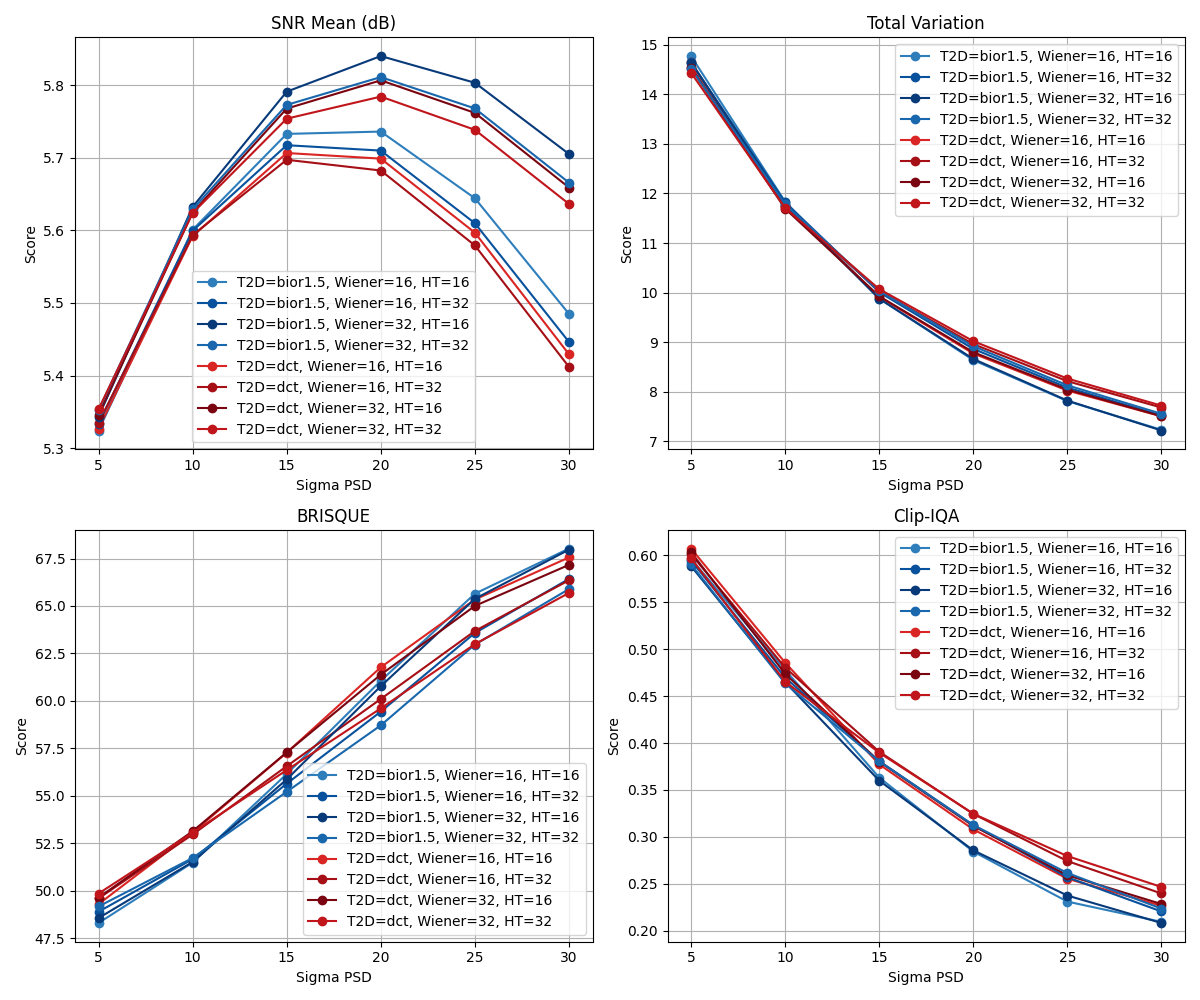 SNR Mean (dB)
5.8
5.7
5.6
5.5
5.4
5.3
Score
T2D=bior1.5, Wiener=16, HT=16
T2D=bior1.5, Wiener=16, HT=32
T2D=bior1.5, Wiener=32, HT=16
T2D=bior1.5, Wiener=32, HT=32
T2D=dct, Wiener=16, HT=16
T2D=dct, Wiener=16, HT=32
T2D=dct, Wiener=32, HT=16
T2D=dct, Wiener=32, HT=32
5 10 15 20 25 30
Sigma PSD
Total Variation
15
14
13
12
11
10
9
8
7
Score
T2D=bior1.5, Wiener=16, HT=16
T2D=bior1.5, Wiener=16, HT=32
T2D=bior1.5, Wiener=32, HT=16
T2D=bior1.5, Wiener=32, HT=32
T2D=dct, Wiener=16, HT=16
T2D=dct, Wiener=16, HT=32
T2D=dct, Wiener=32, HT=16
T2D=dct, Wiener=32, HT=32
5 10 15 20 25 30
Sigma PSD
BRISQUE
67.5
65.0
62.5
60.0
57.5
55.0
52.5
50.0
47.5
Score
T2D=bior1.5, Wiener=16, HT=16
T2D=bior1.5, Wiener=16, HT=32
T2D=bior1.5, Wiener=32, HT=16
T2D=bior1.5, Wiener=32, HT=32
T2D=dct, Wiener=16, HT=16
T2D=dct, Wiener=16, HT=32
T2D=dct, Wiener=32, HT=16
T2D=dct, Wiener=32, HT=32
5 10 15 20 25 30
Sigma PSD
Clip-IQA
0.60
0.55
0.50
0.45
0.40
0.35
0.30
0.25
0.20
Score
T2D=bior1.5, Wiener=16, HT=16
T2D=bior1.5, Wiener=16, HT=32
T2D=bior1.5, Wiener=32, HT=16
T2D=bior1.5, Wiener=32, HT=32
T2D=dct, Wiener=16, HT=16
T2D=dct, Wiener=16, HT=32
T2D=dct, Wiener=32, HT=16
T2D=dct, Wiener=32, HT=32
5 10 15 20 25 30
Sigma PSD